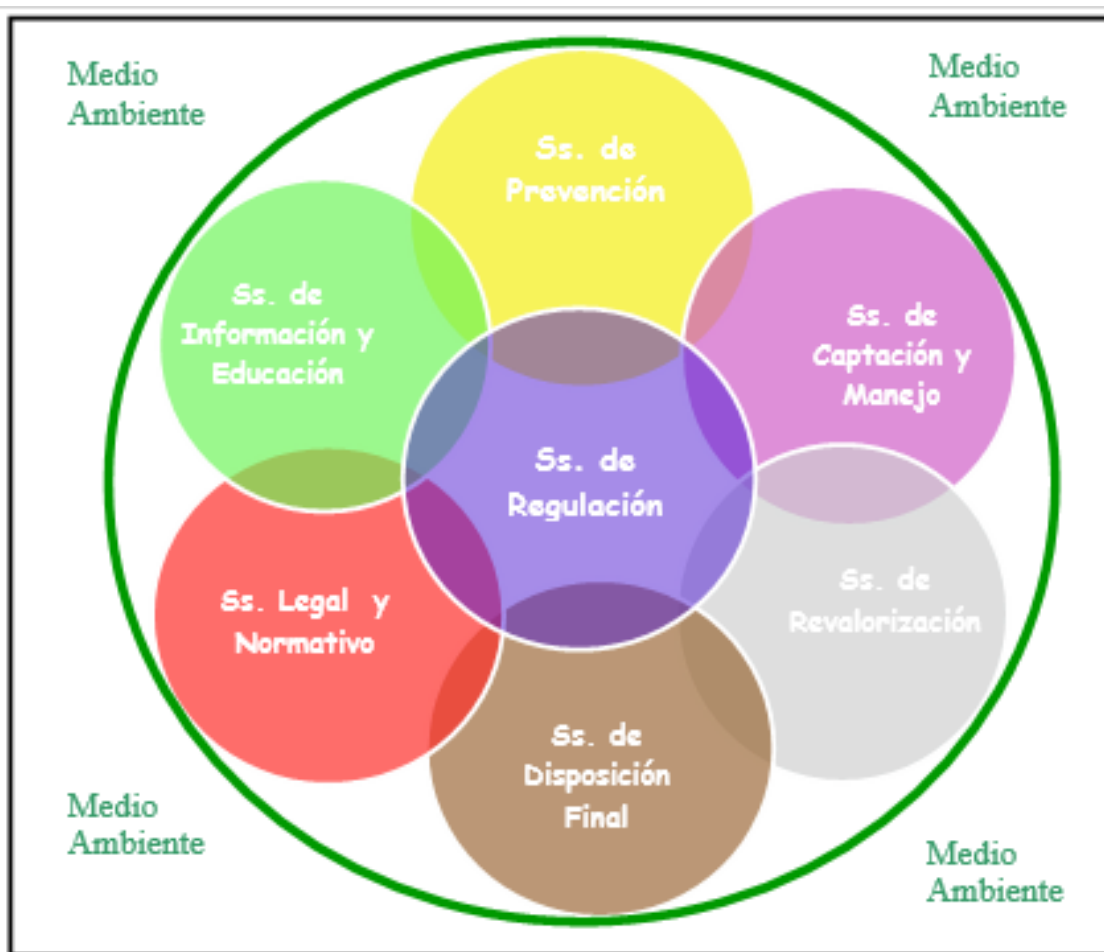 Medio
Ambiente
Medio
Ambiente
Ss. de
Prevención
Ss. de
Información y
Educación
Ss. de
Captación y
Manejo
Ss. de
Regulación
Ss. Legal y
Normativo
Ss. de
Revalorización
Ss. de
Disposición
Final
Medio
Ambiente
Medio
Ambiente